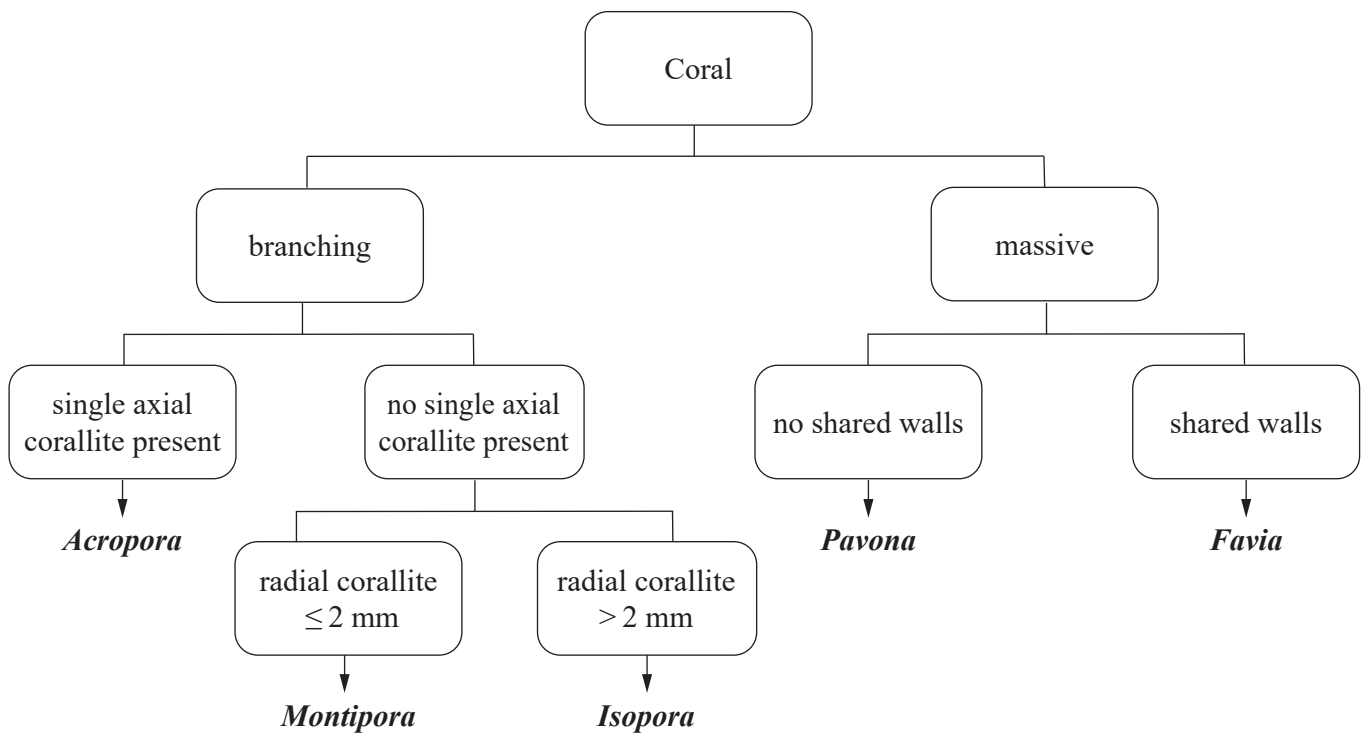 Coral
branching
massive
single axial
corallite present
no single axial
corallite present
no shared walls
shared walls
Acropora
Pavona
Favia
radial corallite
≤ 2 mm
radial corallite
> 2 mm
Montipora
Isopora